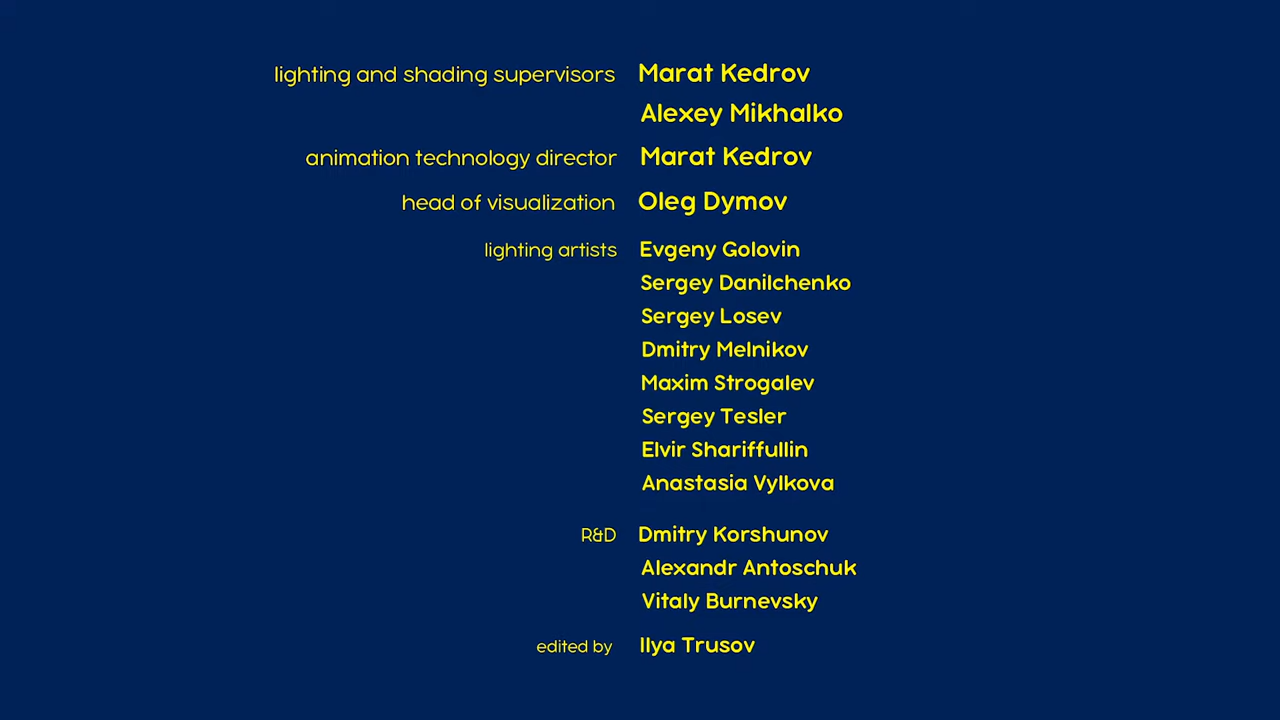 lighting and shading supervisors Marat Kedrov
Alexey Mikhalko
animation technology director Marat Kedrov
head of visualization Oleg Dymov
lighting artists Evgeny Golovin
Sergey Danilchenko
Sergey Losev
Dmitry Melnikov
Maxim Strogalev
Sergey Tesler
Elvir Shariffullin
Anastasia Vylkova
R&D Dmitry Korshunov
Alexandr Antoschuk
Vitaly Burnevsky
edited by Ilya Trusov